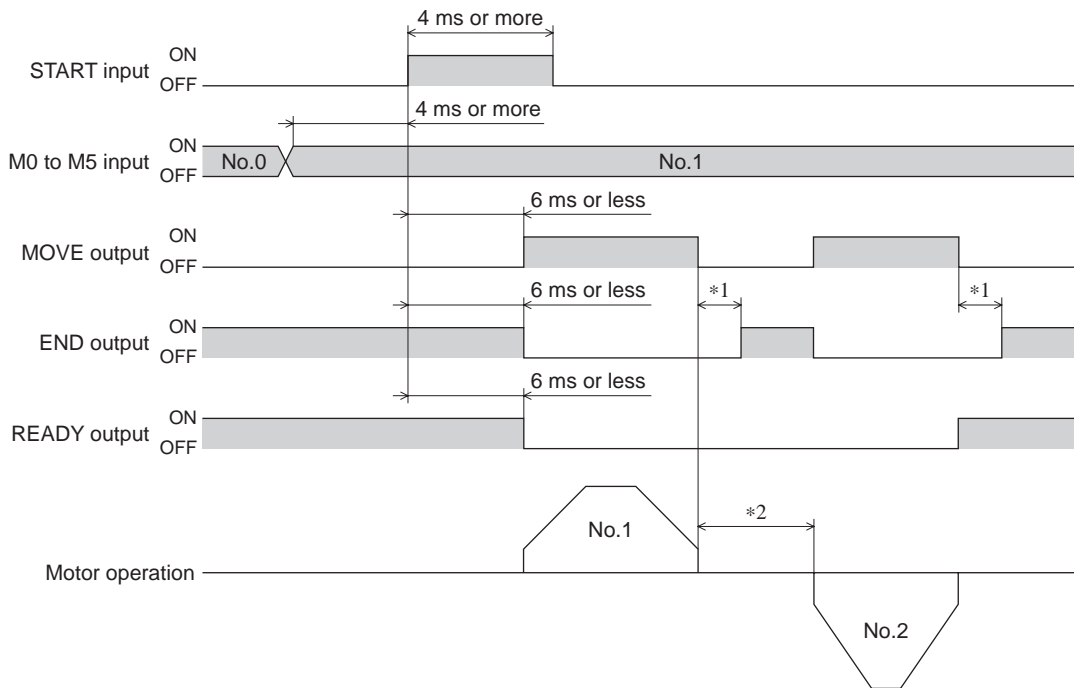 4 ms or more
START input
ON
OFF
4 ms or more
M0 to M5 input
ON
OFF
No.0
No.1
6 ms or less
MOVE output
ON
OFF
6 ms or less
*1
*1
END output
ON
OFF
6 ms or less
READY output
ON
OFF
No.1
*2
Motor operation
No.2